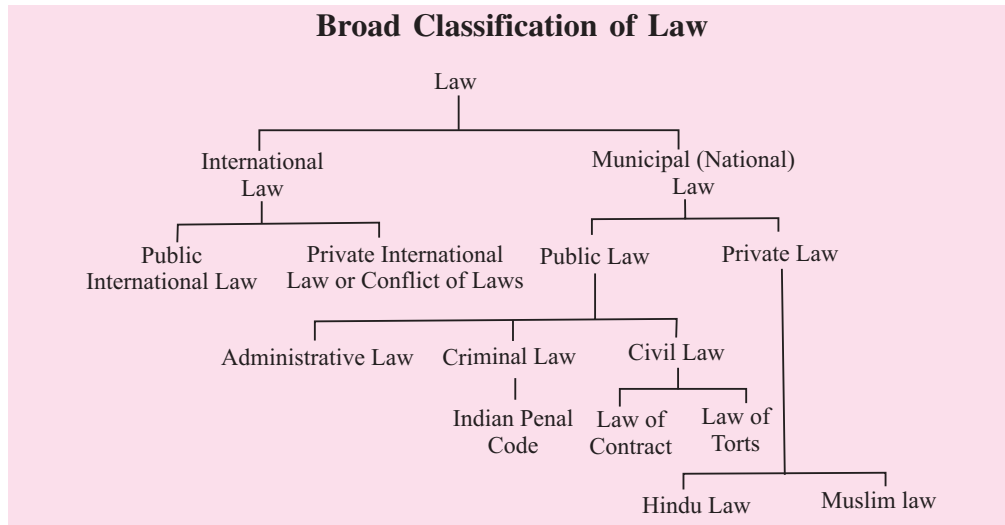 Broad Classification of Law
Law
International
Law
Municipal (National)
Law
Public
International Law
Private International
Law or Conflict of Laws
Public Law
Private Law
Administrative Law
Criminal Law
Civil Law
Indian Penal
Code
Law of
Contract
Law of
Torts
Hindu Law
Muslim law